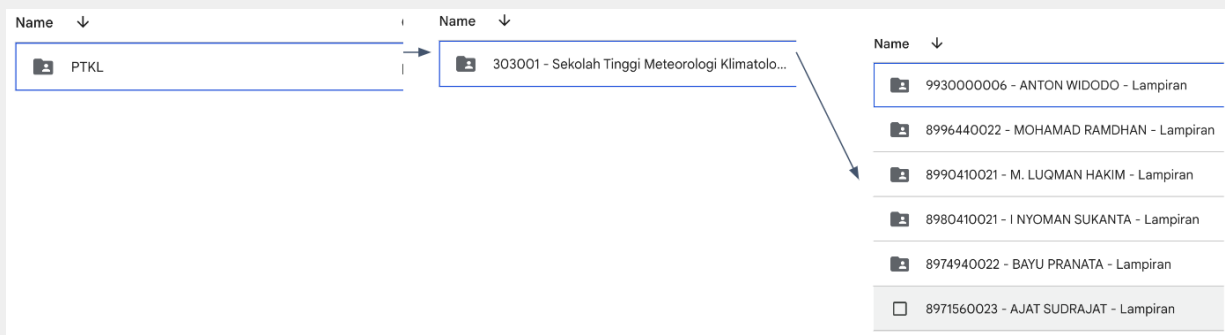 Name ↓
PTKL
Name ↓
303001 - Sekolah Tinggi Meteorologi Klimatolo...
Name ↓
9930000006 - ANTON WIDODO - Lampiran
8996440022 - MOHAMAD RAMDHAN - Lampiran
8990410021 - M. LUQMAN HAKIM - Lampiran
8980410021 - I NYOMAN SUKANTA - Lampiran
8974940022 - BAYU PRANATA - Lampiran
8971560023 - AJAT SUDRAJAT - Lampiran